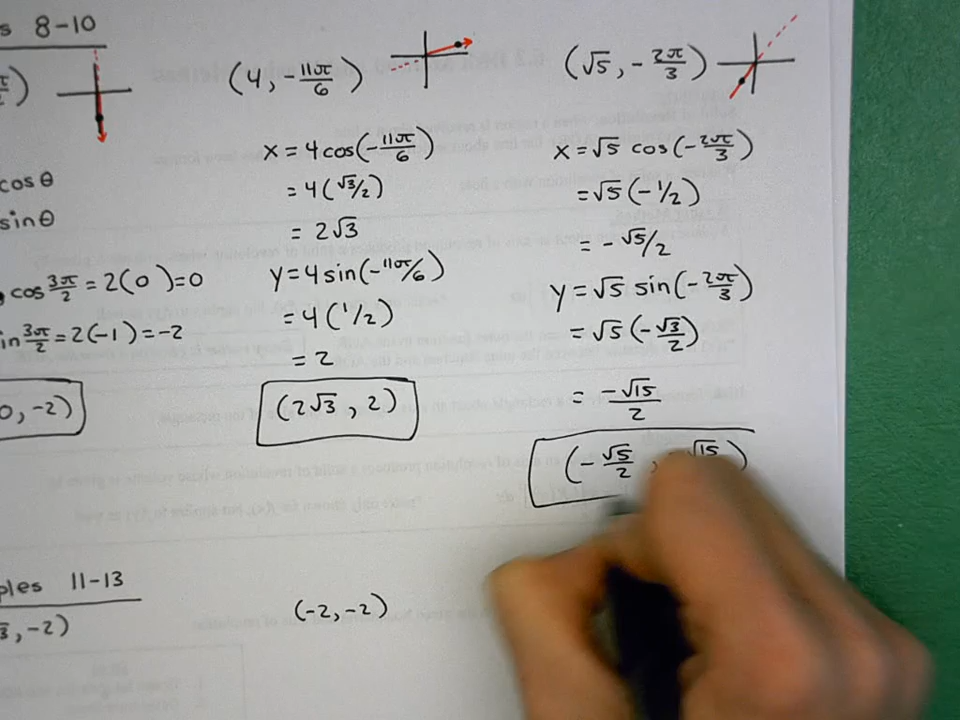 s 8-10
(4, -11π/6)
(√5, -2π/3)
cosθ
sinθ
cos 3π/2 = 2(0) = 0
in 3π/2 = 2(-1) = -2
0, -2)
x = 4cos(-11π/6)
= 4(√3/2)
= 2√3
y = 4sin(-11π/6)
= 4(1/2)
= 2
(2√3, 2)
x = √5 cos(-2π/3)
= √5(-1/2)
= -√5/2
y = √5 sin(-2π/3)
= √5(-√3/2)
= -√15/2
(-√5/2, √15)
ples 11-13
3, -2)
(-2, -2)